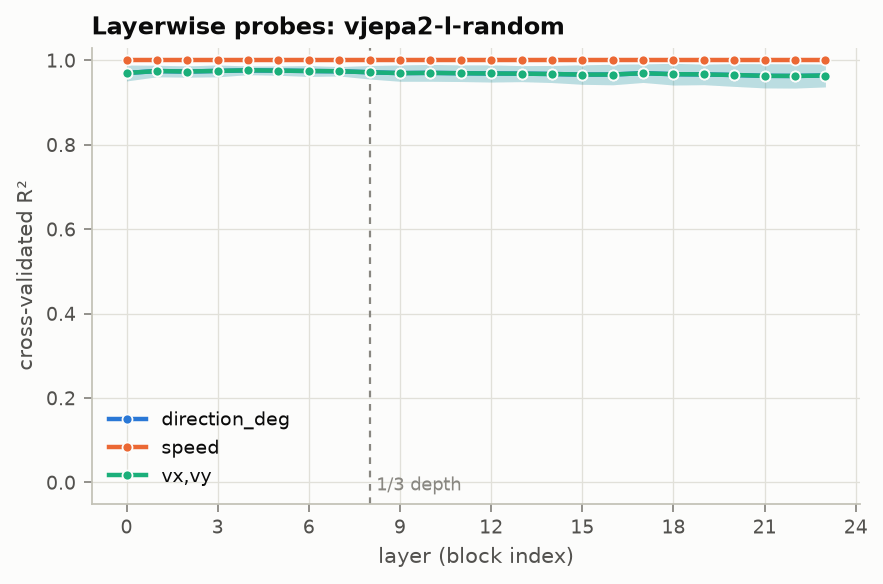 Layerwise probes: vjepa2-l-random
cross-validated R²
1.0
0.8
0.6
0.4
0.2
0.0
direction_deg
speed
vx,vy
1/3 depth
0 3 6 9 12 15 18 21 24
layer (block index)